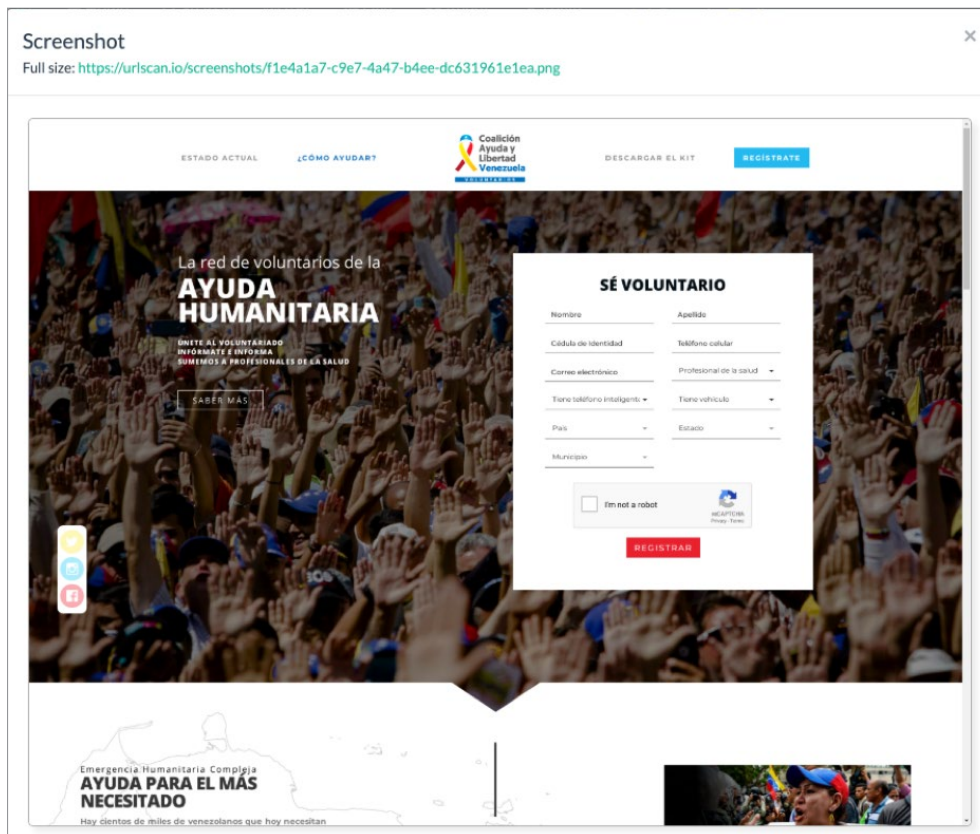 Screenshot
×
Full size: https://urlscan.io/screenshots/f1e4a1a7-c9e7-4a47-b4ee-dc631961e1ea.png
ESTADO ACTUAL
¿CÓMO AYUDAR?
Coalición
Ayuda y
Libertad
Venezuela
VOLUNTARIOS
DESCARGAR EL KIT
REGÍSTRATE
La red de voluntarios de la
AYUDA
HUMANITARIA
ÚNETE AL VOLUNTARIADO
INFÓRMATE E INFORMA
SUMEMOS A PROFESIONALES DE LA SALUD
SABER MÁS
SÉ VOLUNTARIO
Nombre
Apellido
Cédula de Identidad
Teléfono celular
Correo electrónico
Profesional de la salud
Tiene teléfono inteligente
Tiene vehículo
País
Estado
Municipio
I'm not a robot
reCAPTCHA
Privacy - Terms
REGISTRAR
Emergencia Humanitaria Compleja
AYUDA PARA EL MÁS
NECESITADO
Hay cientos de miles de venezolanos que hoy necesitan